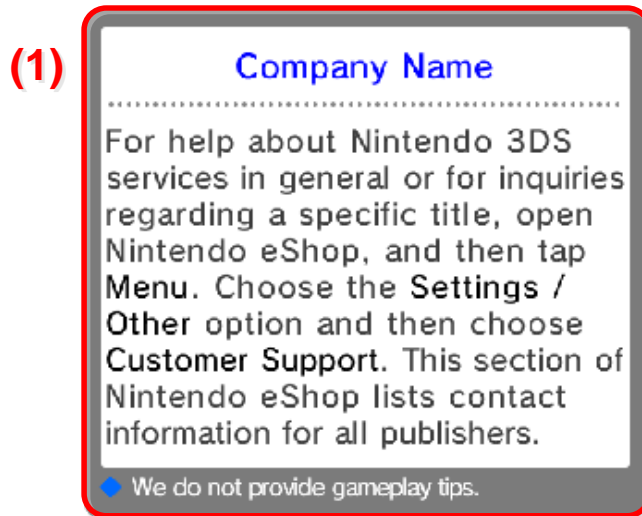 (1)
Company Name
For help about Nintendo 3DS
services in general or for inquiries
regarding a specific title, open
Nintendo eShop, and then tap
Menu. Choose the Settings /
Other option and then choose
Customer Support. This section of
Nintendo eShop lists contact
information for all publishers.
We do not provide gameplay tips.